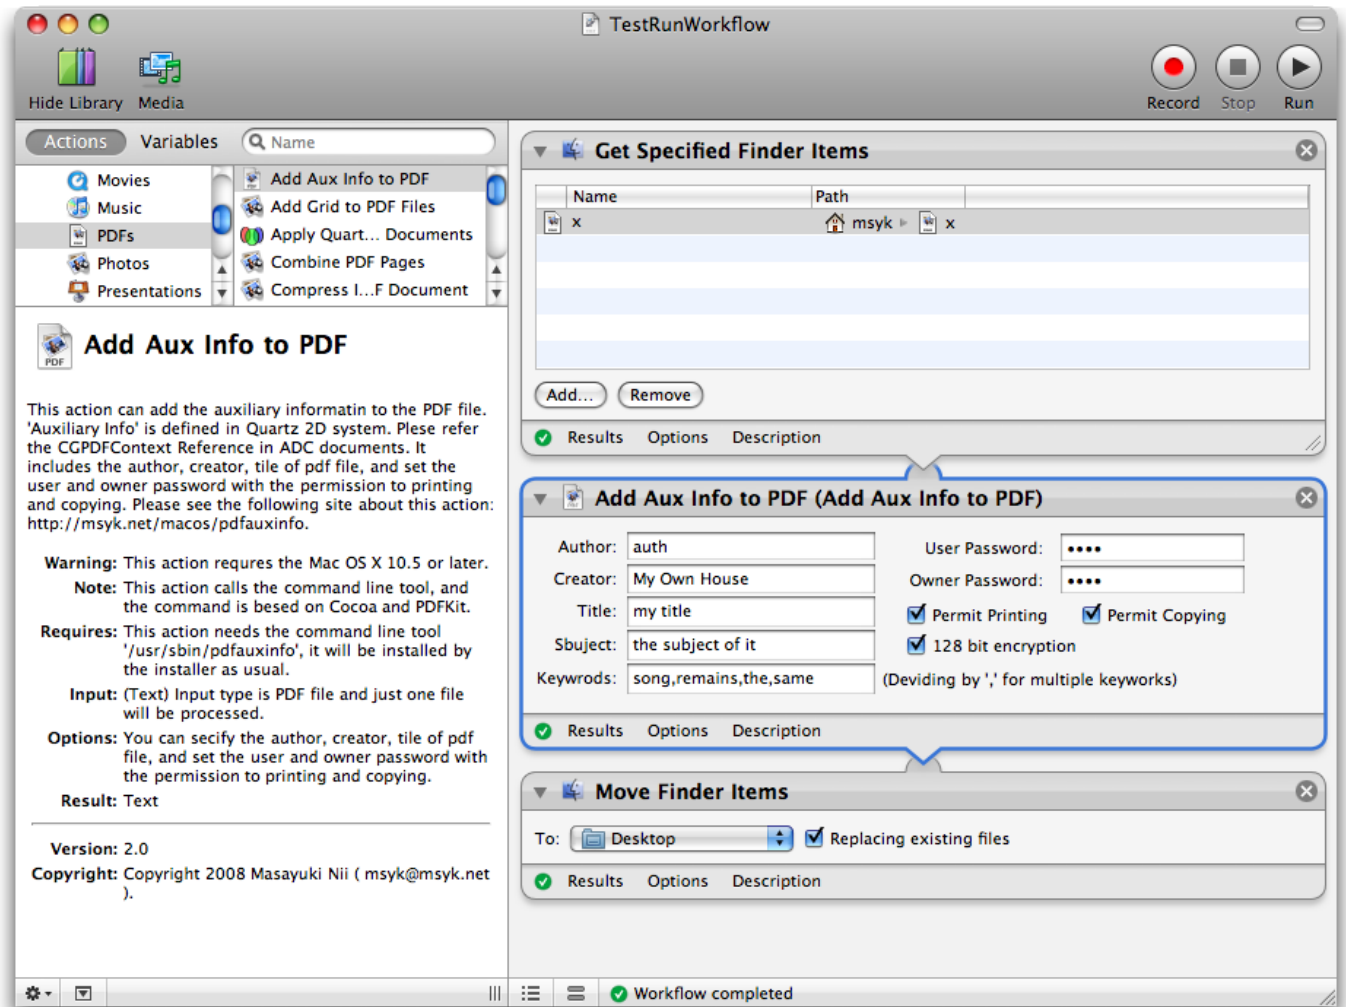 TestRunWorkflow
Hide Library Media
Record Stop Run
Actions Variables Name
Movies
Music
PDFs
Photos
Presentations
Add Aux Info to PDF
Add Grid to PDF Files
Apply Quart... Documents
Combine PDF Pages
Compress I...F Document
PDF
Add Aux Info to PDF
This action can add the auxiliary informatin to the PDF file.
'Auxiliary Info' is defined in Quartz 2D system. Plese refer
the CGPDFContext Reference in ADC documents. It
includes the author, creator, tile of pdf file, and set the
user and owner password with the permission to printing
and copying. Please see the following site about this action:
http://msyk.net/macos/pdfauxinfo.
Warning: This action requres the Mac OS X 10.5 or later.
Note: This action calls the command line tool, and
the command is besed on Cocoa and PDFKit.
Requires: This action needs the command line tool
'/usr/sbin/pdfauxinfo', it will be installed by
the installer as usual.
Input: (Text) Input type is PDF file and just one file
will be processed.
Options: You can secify the author, creator, tile of pdf
file, and set the user and owner password with
the permission to printing and copying.
Result: Text
Version: 2.0
Copyright: Copyright 2008 Masayuki Nii ( msyk@msyk.net
).
Get Specified Finder Items
Name Path
x msyk ▸ x
Add... Remove
Results Options Description
Add Aux Info to PDF (Add Aux Info to PDF)
Author: auth
Creator: My Own House
Title: my title
Sbuject: the subject of it
Keywrods: song,remains,the,same
User Password: ••••
Owner Password: ••••
Permit Printing Permit Copying
128 bit encryption
(Deviding by ',' for multiple keyworks)
Results Options Description
Move Finder Items
To: Desktop Replacing existing files
Results Options Description
Workflow completed